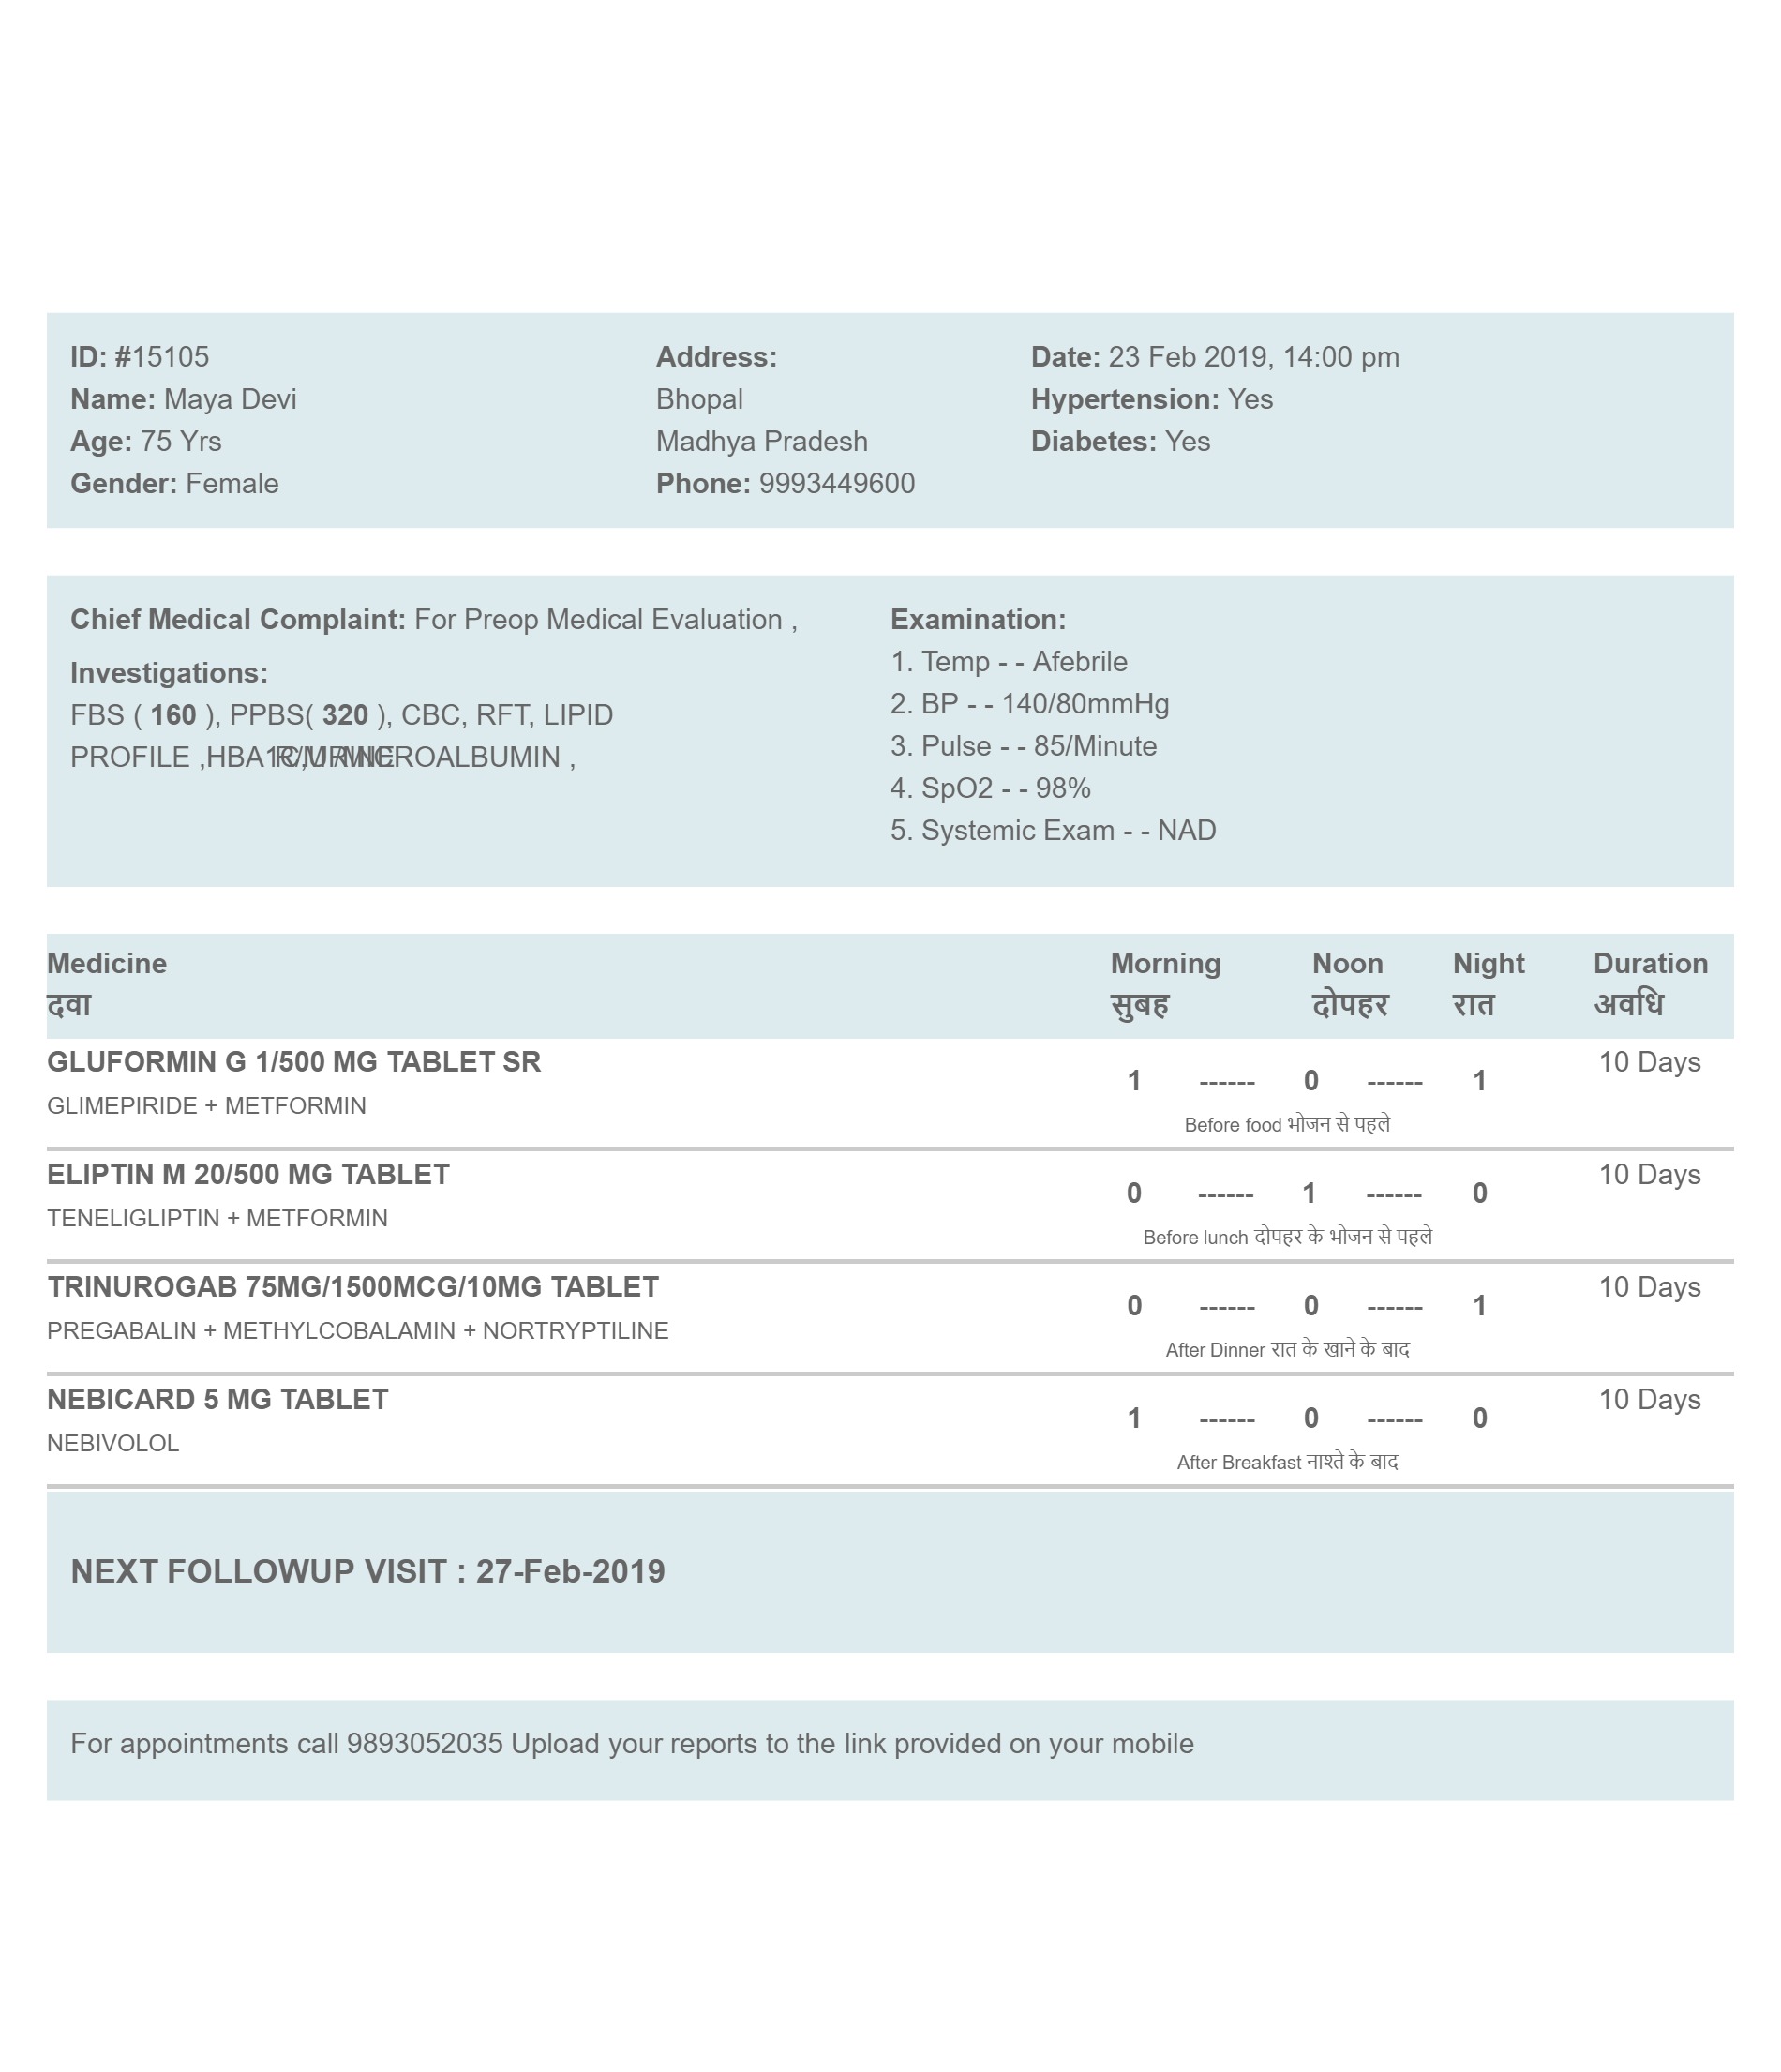 ID: #15105
Name: Maya Devi
Age: 75 Yrs
Gender: Female
Address:
Bhopal
Madhya Pradesh
Phone: 9993449600
Date: 23 Feb 2019, 14:00 pm
Hypertension: Yes
Diabetes: Yes
Chief Medical Complaint: For Preop Medical Evaluation ,
Investigations:
FBS ( 160 ), PPBS( 320 ), CBC, RFT, LIPID
PROFILE ,HBA1C, ,
Examination:
1. Temp - - Afebrile
2. BP - - 140/80mmHg
3. Pulse - - 85/Minute
4. SpO2 - - 98%
5. Systemic Exam - - NAD
Medicine Morning Noon Night Duration
दवा सुबह दोपहर रात अवधि
GLUFORMIN G 1/500 MG TABLET SR 10 Days
1 ------ 0 ------ 1
GLIMEPIRIDE + METFORMIN
Before food भोजन से पहले
ELIPTIN M 20/500 MG TABLET 10 Days
0 ------ 1 ------ 0
TENELIGLIPTIN + METFORMIN
Before lunch दोपहर के भोजन से पहले
TRINUROGAB 75MG/1500MCG/10MG TABLET 10 Days
0 ------ 0 ------ 1
PREGABALIN + METHYLCOBALAMIN + NORTRYPTILINE
After Dinner रात के खाने के बाद
NEBICARD 5 MG TABLET 10 Days
1 ------ 0 ------ 0
NEBIVOLOL
After Breakfast नाश्ते के बाद
NEXT FOLLOWUP VISIT : 27-Feb-2019
For appointments call 9893052035 Upload your reports to the link provided on your mobile